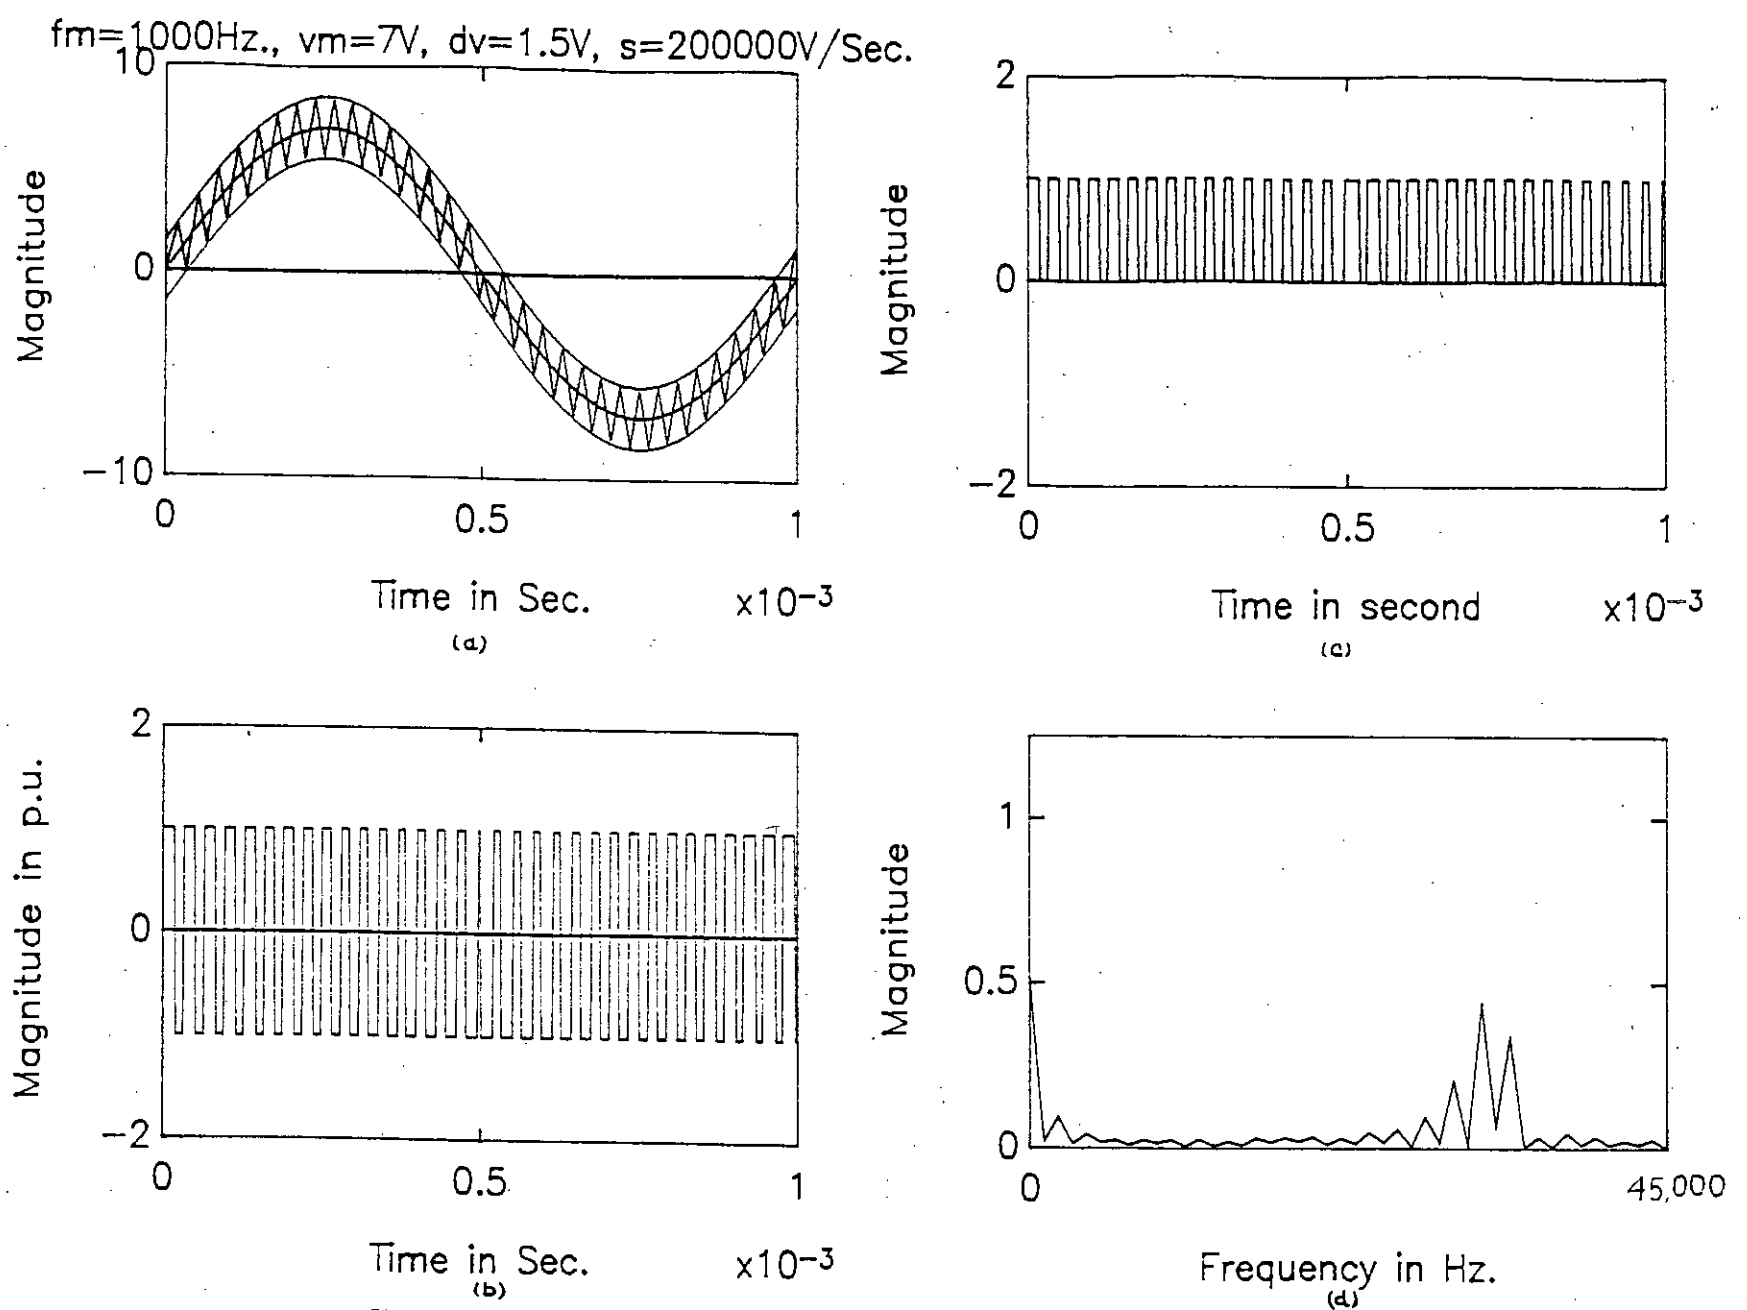 fm=1000Hz., vm=7V, dv=1.5V, s=200000V/Sec.
10
0
−10
Magnitude
0 0.5 1
Time in Sec. x10−3
(a)
2
0
−2
Magnitude
0 0.5 1
Time in second x10−3
(c)
2
0
−2
Magnitude in p.u.
0 0.5 1
Time in Sec. x10−3
(b)
1
0.5
0
Magnitude
0 45,000
Frequency in Hz.
(d)